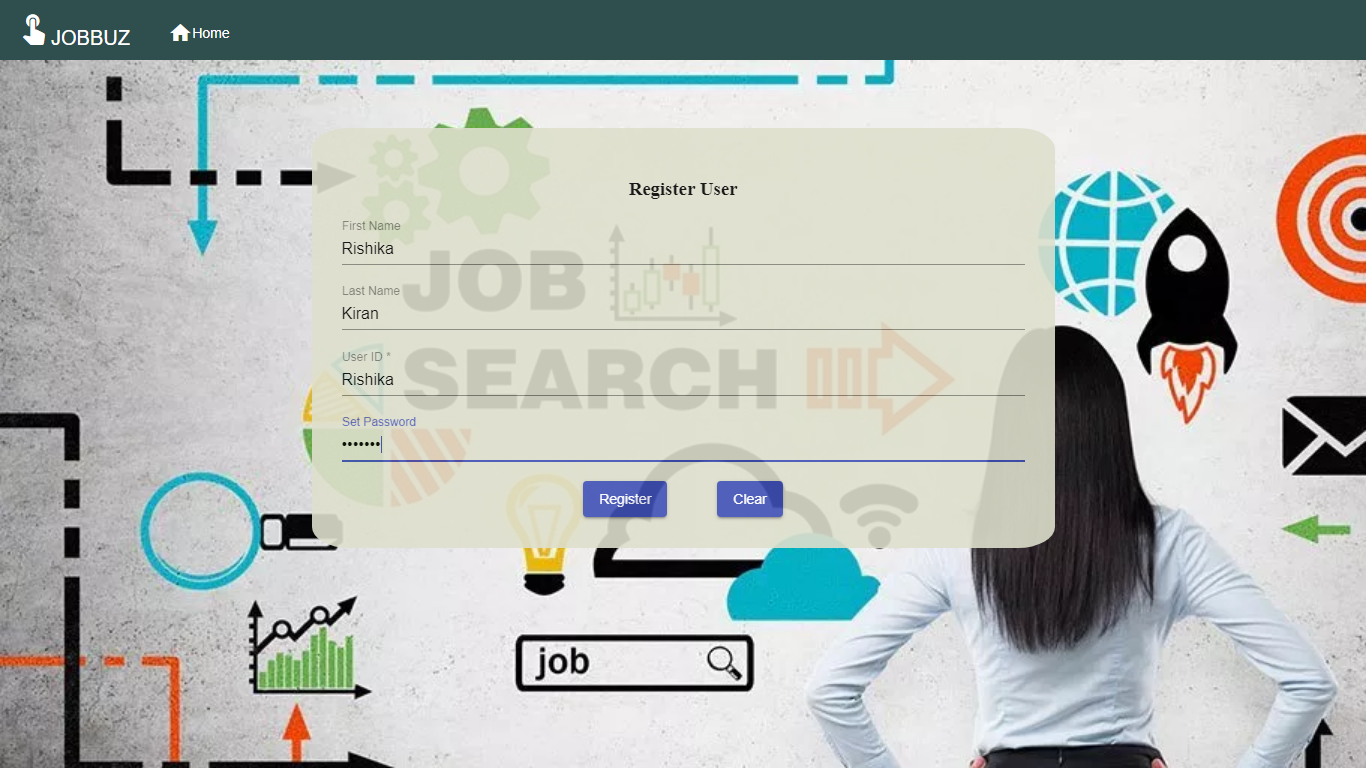 JOBBUZ Home
Register User
First Name
Rishika
Last Name
Kiran
User ID *
Rishika
Set Password
•••••••
Register Clear
JOB
SEARCH
job